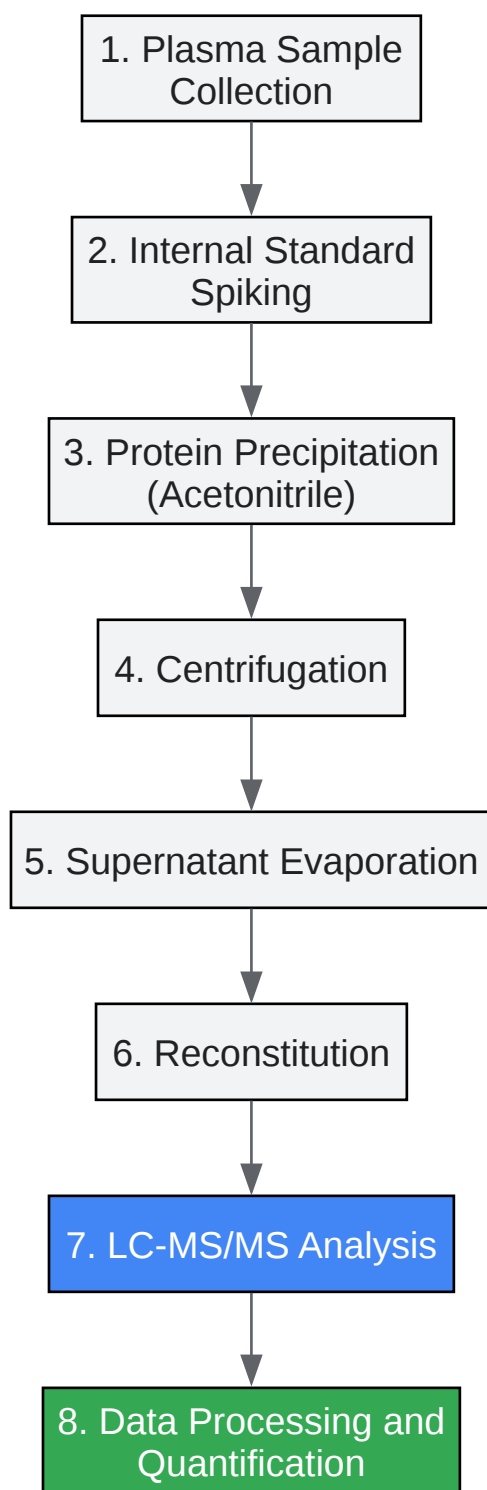 1. Plasma Sample
Collection
2. Internal Standard
Spiking
3. Protein Precipitation
(Acetonitrile)
4. Centrifugation
5. Supernatant Evaporation
6. Reconstitution
7. LC-MS/MS Analysis
8. Data Processing and
Quantification